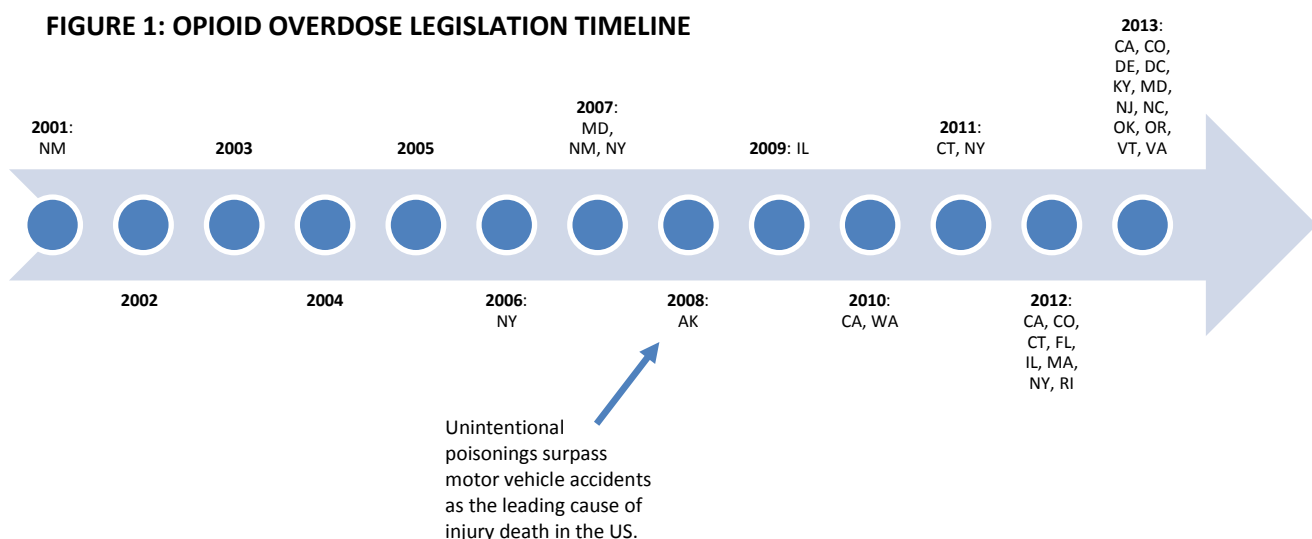 FIGURE 1: OPIOID OVERDOSE LEGISLATION TIMELINE
2001:
NM
2002
2003
2004
2005
2006:
NY
2007:
MD,
NM, NY
2008:
AK
2009: IL
2010:
CA, WA
2011:
CT, NY
2012:
CA, CO,
CT, FL,
IL, MA,
NY, RI
2013:
CA, CO,
DE, DC,
KY, MD,
NJ, NC,
OK, OR,
VT, VA
Unintentional
poisonings surpass
motor vehicle accidents
as the leading cause of
injury death in the US.